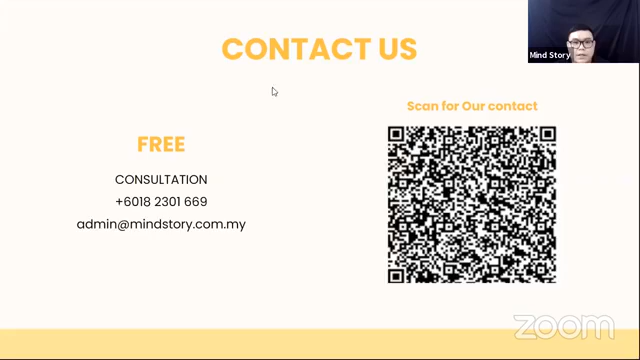 CONTACT US
Mind Story
Scan for Our contact
FREE
CONSULTATION
+6018 2301 669
admin@mindstory.com.my
zoom